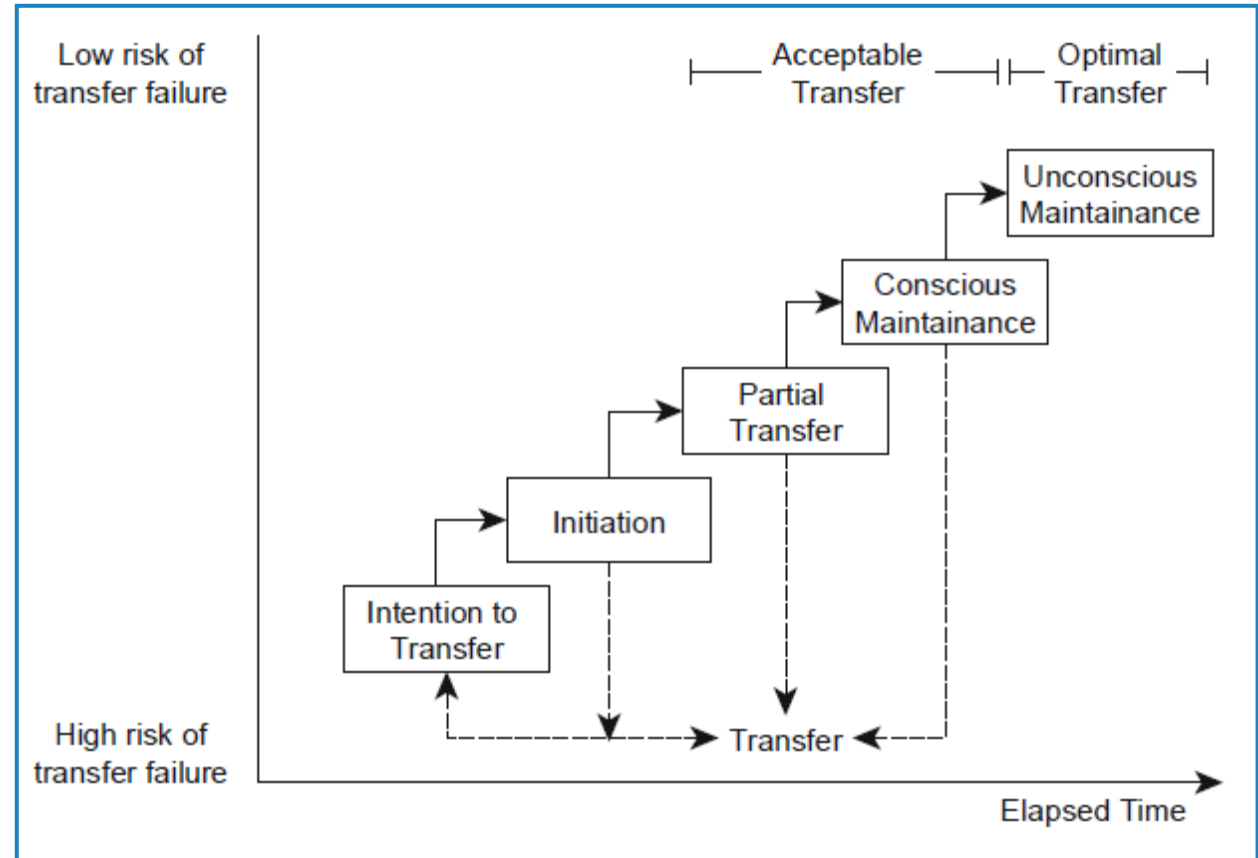 Low risk of
transfer failure
Acceptable
Transfer
Optimal
Transfer
Unconscious
Maintainance
Conscious
Maintainance
Partial
Transfer
Initiation
Intention to
Transfer
High risk of
transfer failure
Transfer
Elapsed Time